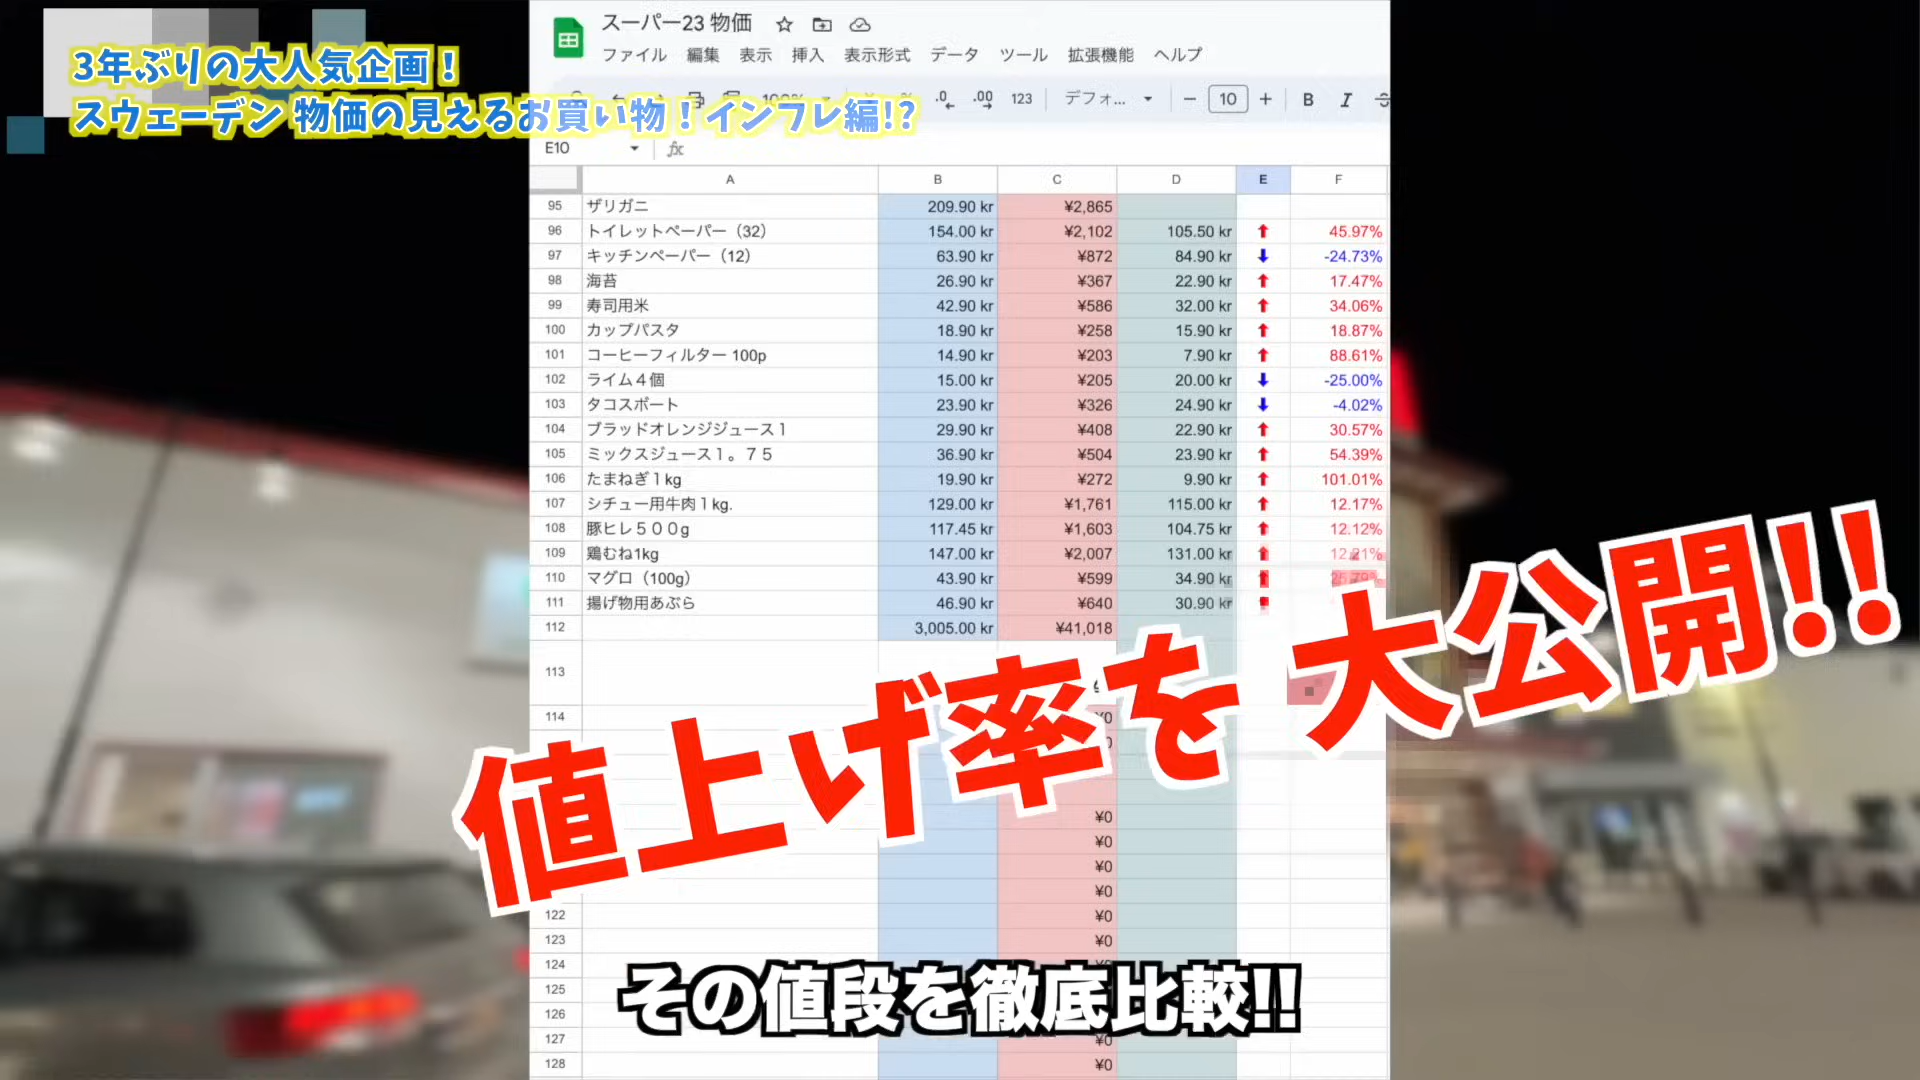 スーパー23 物価
ファイル 編集 表示 挿入 表示形式 データ ツール 拡張機能 ヘルプ
3年ぶりの大人気企画!
スウェーデン 物価の見えるお買い物!インフレ編!?
.0 .00 123 デフォ... 10 B I
E10 fx
A B C D E F
95 ザリガニ 209.90 kr ¥2,865
96 トイレットペーパー(32) 154.00 kr ¥2,102 105.50 kr ⬆ 45.97%
97 キッチンペーパー(12) 63.90 kr ¥872 84.90 kr ⬇ -24.73%
98 海苔 26.90 kr ¥367 22.90 kr ⬆ 17.47%
99 寿司用米 42.90 kr ¥586 32.00 kr ⬆ 34.06%
100 カップパスタ 18.90 kr ¥258 15.90 kr ⬆ 18.87%
101 コーヒーフィルター 100p 14.90 kr ¥203 7.90 kr ⬆ 88.61%
102 ライム4個 15.00 kr ¥205 20.00 kr ⬇ -25.00%
103 タコスボート 23.90 kr ¥326 24.90 kr ⬇ -4.02%
104 ブラッドオレンジジュース1 29.90 kr ¥408 22.90 kr ⬆ 30.57%
105 ミックスジュース1。75 36.90 kr ¥504 23.90 kr ⬆ 54.39%
106 たまねぎ1kg 19.90 kr ¥272 9.90 kr ⬆ 101.01%
107 シチュー用牛肉1kg. 129.00 kr ¥1,761 115.00 kr ⬆ 12.17%
108 豚ヒレ500g 117.45 kr ¥1,603 104.75 kr ⬆ 12.12%
109 鶏むね1kg 147.00 kr ¥2,007 131.00 kr ⬆ 12.21%
110 マグロ(100g) 43.90 kr ¥599 34.90 kr ⬆
111 揚げ物用あぶら 46.90 kr ¥640 30.90 kr
112 3,005.00 kr ¥41,018
113
114 ¥0
値上げ率を 大公開!!
¥0
¥0
¥0
¥0
122 ¥0
123 ¥0
124
125
126
その値段を徹底比較!!
127 ¥0
128 ¥0